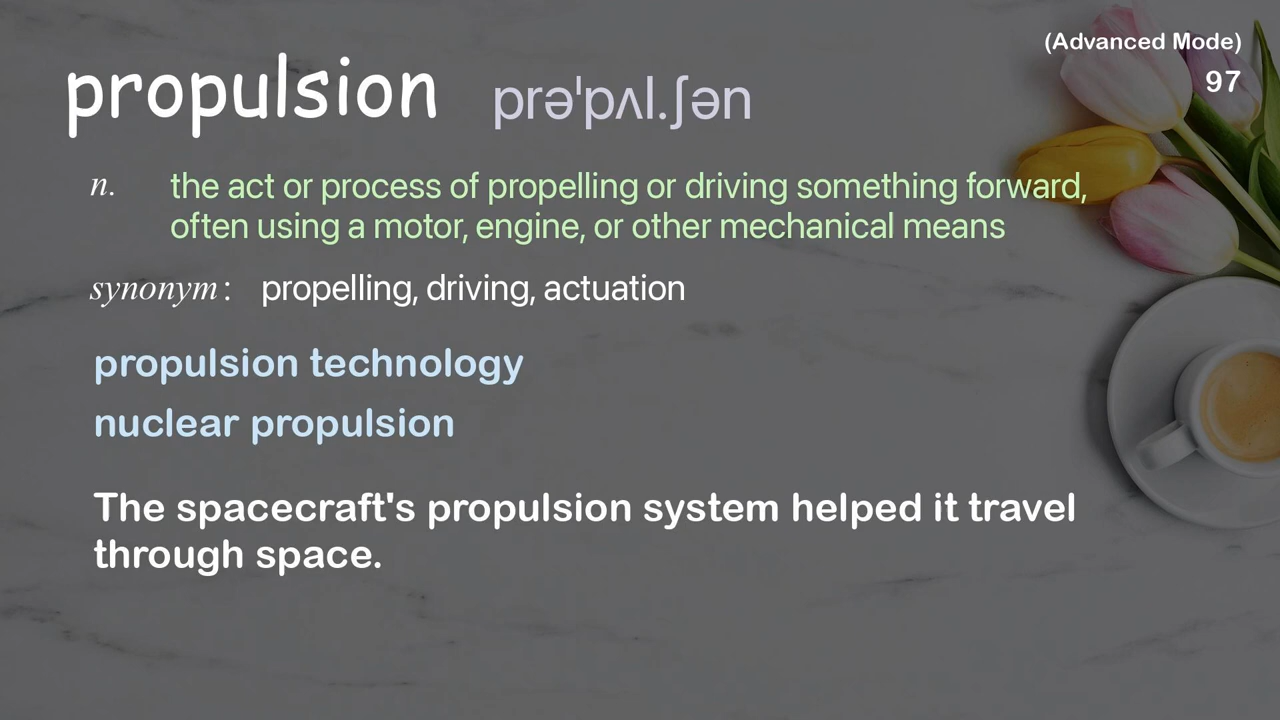 (Advanced Mode)
97
propulsion prəˈpʌl.ʃən
n. the act or process of propelling or driving something forward,
often using a motor, engine, or other mechanical means
synonym : propelling, driving, actuation
propulsion technology
nuclear propulsion
The spacecraft's propulsion system helped it travel
through space.